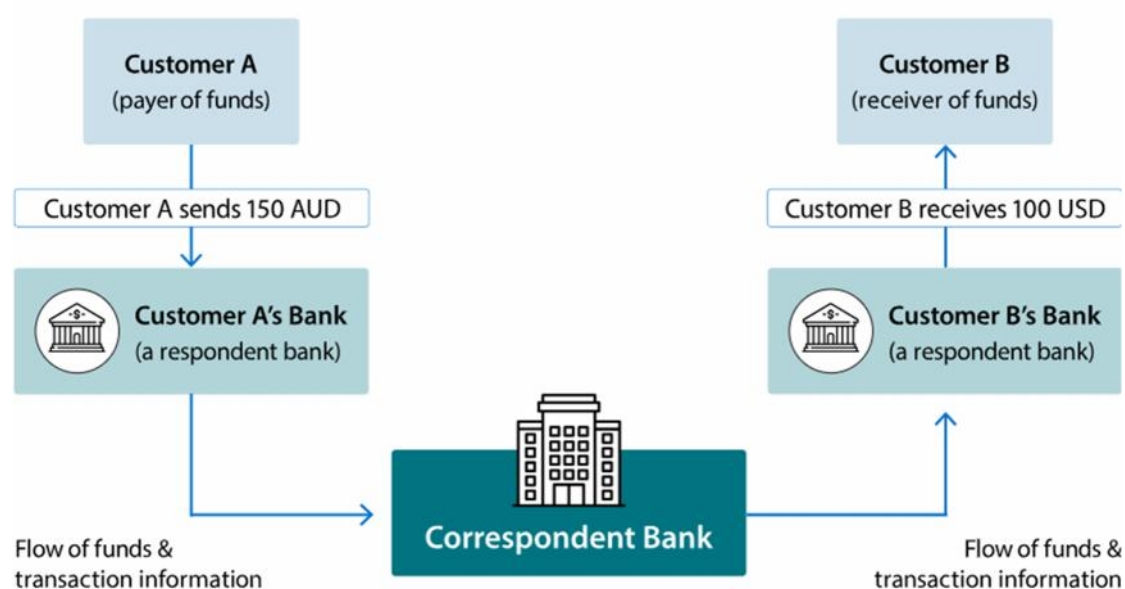 Customer A
(payer of funds)
Customer B
(receiver of funds)
Customer A sends 150 AUD
Customer B receives 100 USD
-$-
Customer A's Bank
(a respondent bank)
-$-
Customer B's Bank
(a respondent bank)
Correspondent Bank
Flow of funds &
transaction information
Flow of funds &
transaction information